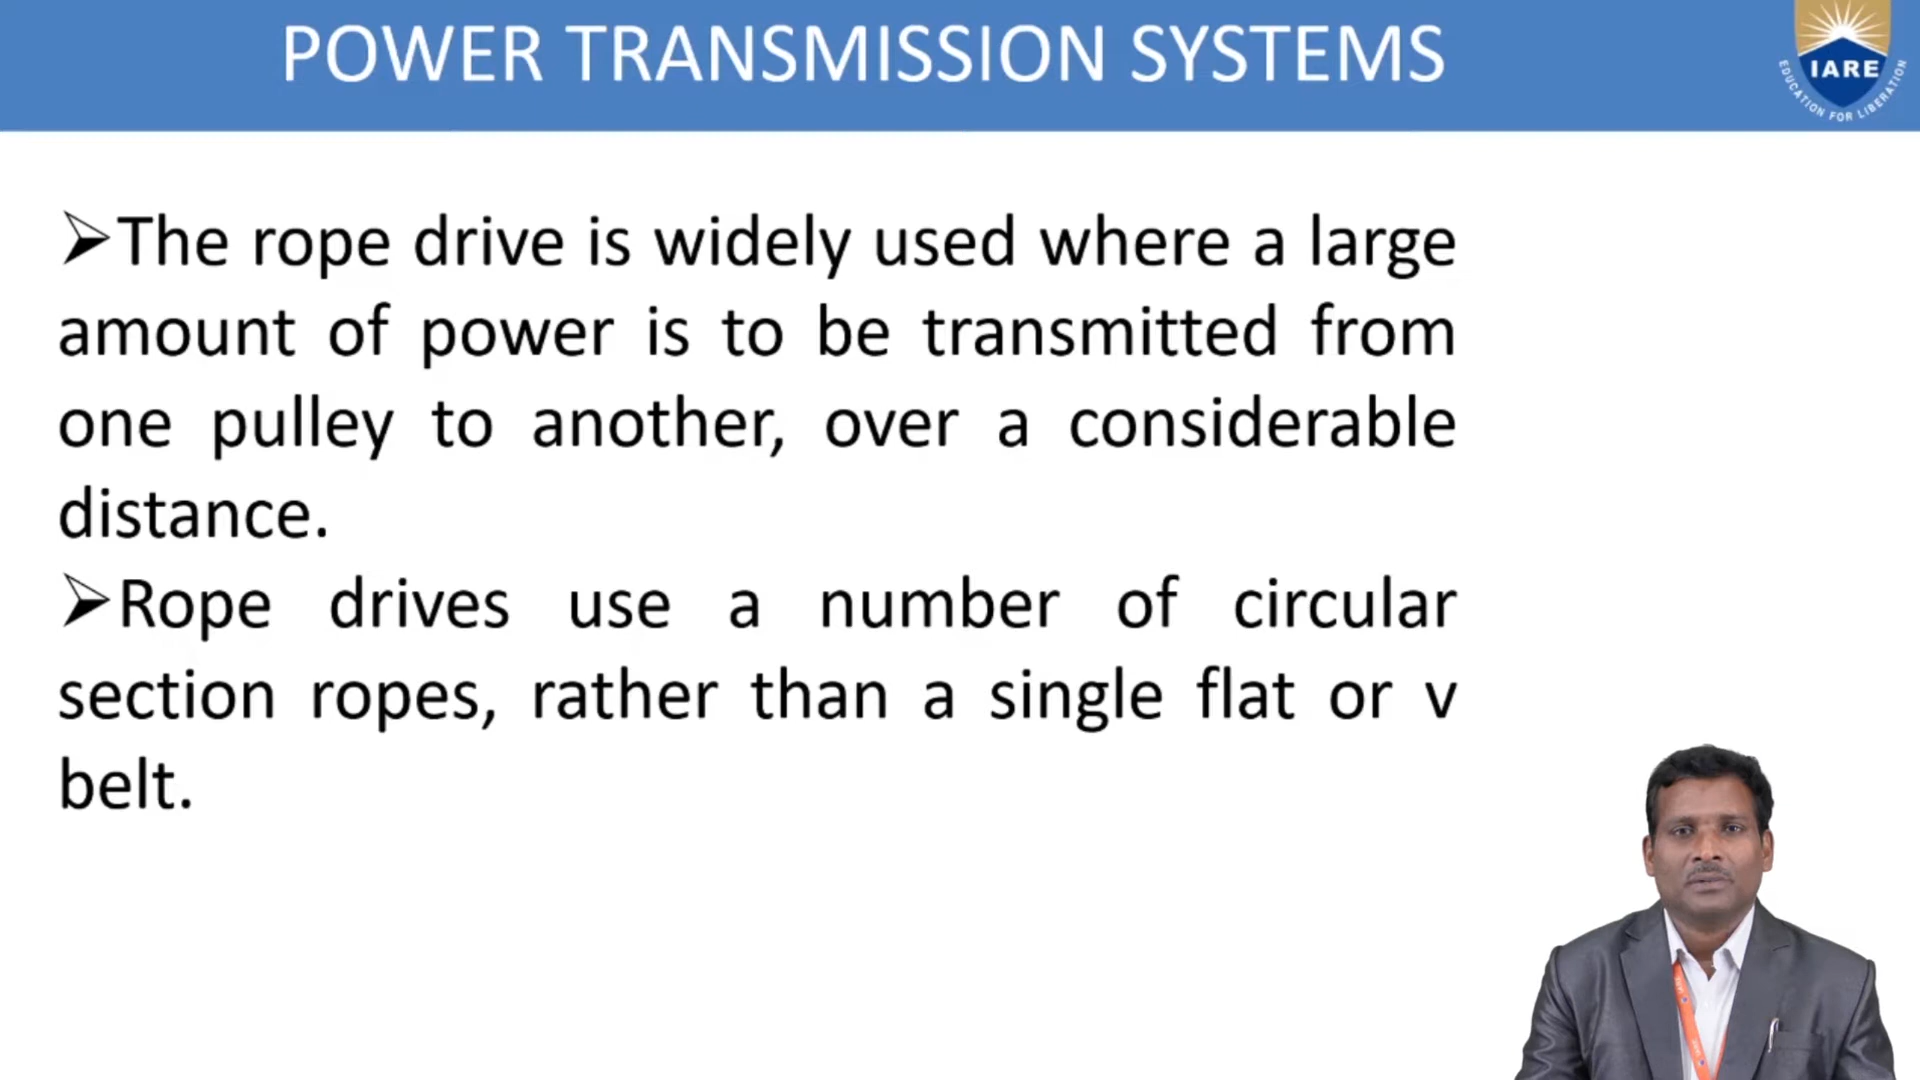 POWER TRANSMISSION SYSTEMS
IARE
EDUCATION FOR LIBERATION
➢The rope drive is widely used where a large
amount of power is to be transmitted from
one pulley to another, over a considerable
distance.
➢Rope drives use a number of circular
section ropes, rather than a single flat or v
belt.